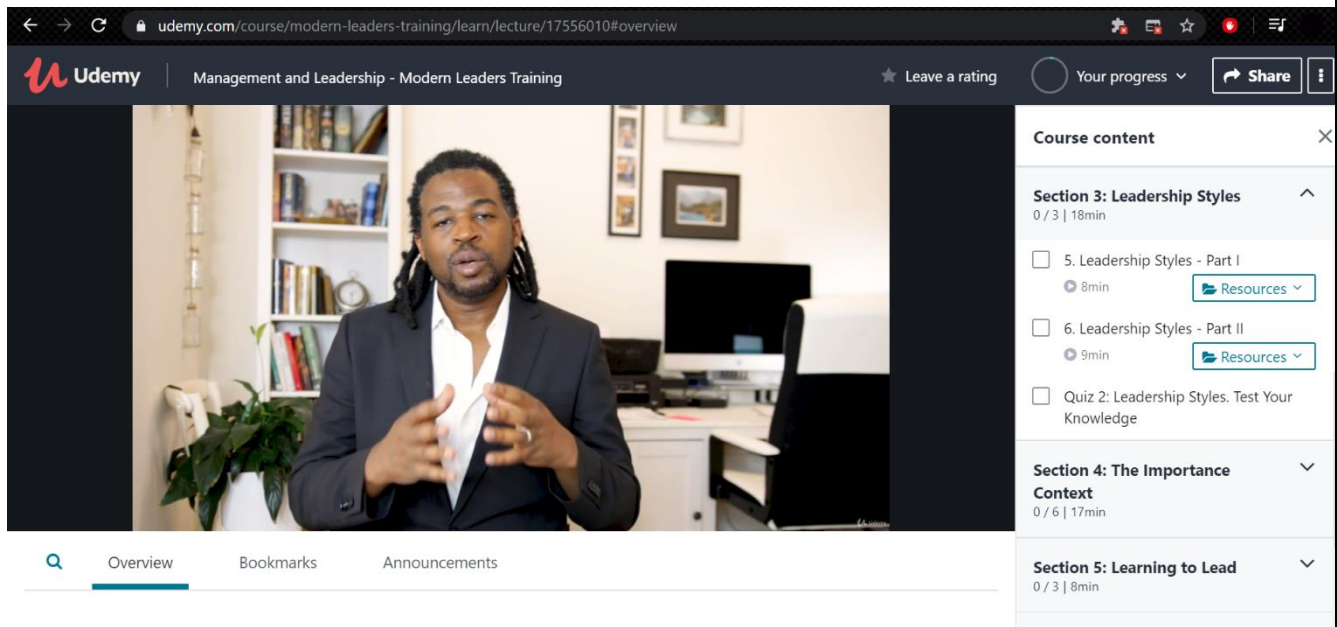 udemy.com/course/modern-leaders-training/learn/lecture/17556010#overview
Udemy
Management and Leadership - Modern Leaders Training
Leave a rating
Your progress
Share
Course content
Section 3: Leadership Styles
0 / 3 | 18min
5. Leadership Styles - Part I
8min
Resources
6. Leadership Styles - Part II
9min
Resources
Quiz 2: Leadership Styles. Test Your
Knowledge
Section 4: The Importance
Context
0 / 6 | 17min
Section 5: Learning to Lead
0 / 3 | 8min
Udemy
Overview
Bookmarks
Announcements